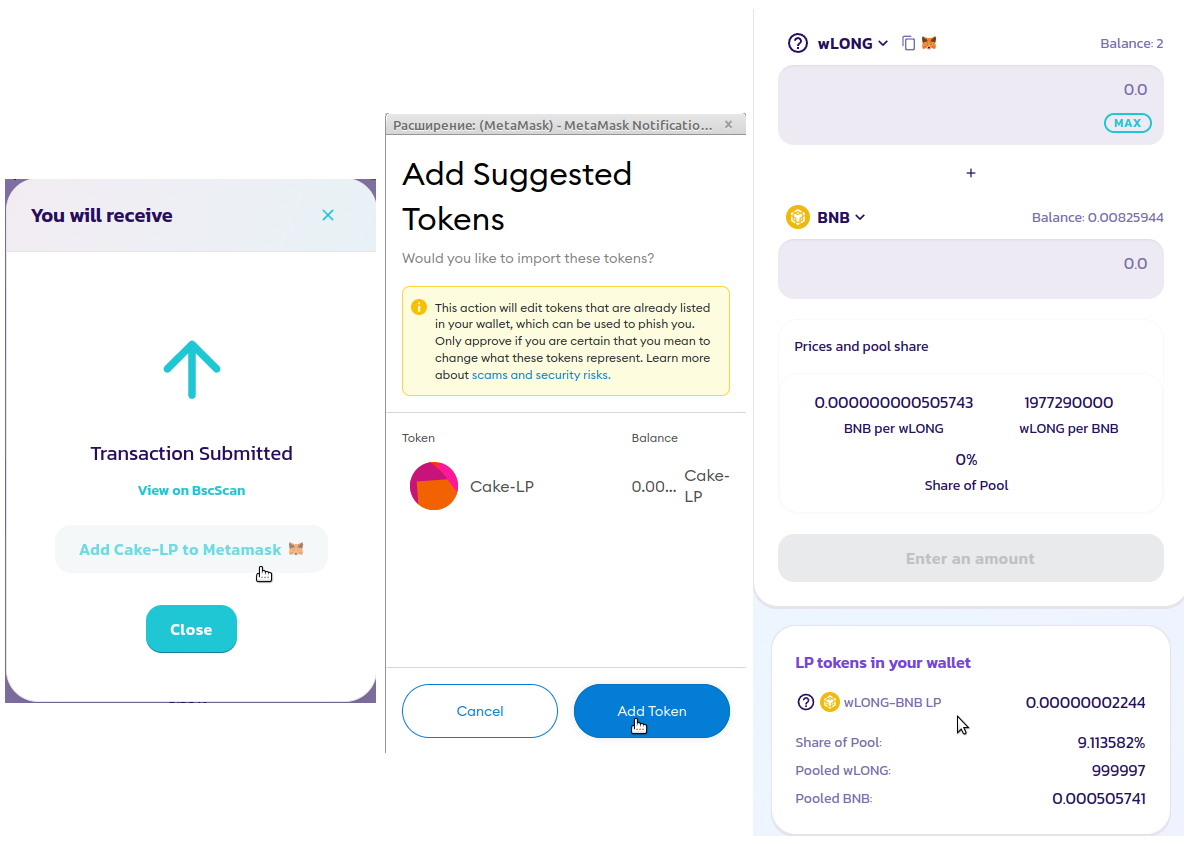 You will receive
Transaction Submitted
View on BscScan
Add Cake-LP to Metamask
Close
Расширение: (MetaMask) - MetaMask Notificatio...
Add Suggested
Tokens
Would you like to import these tokens?
This action will edit tokens that are already listed
in your wallet, which can be used to phish you.
Only approve if you are certain that you mean to
change what these tokens represent. Learn more
about scams and security risks.
Token Balance
Cake-LP 0.00... Cake-
LP
Cancel Add Token
wLONG Balance: 2
0.0
MAX
+
BNB Balance: 0.00825944
0.0
Prices and pool share
0.000000000505743 1977290000
BNB per wLONG wLONG per BNB
0%
Share of Pool
Enter an amount
LP tokens in your wallet
wLONG-BNB LP 0.00000002244
Share of Pool: 9.113582%
Pooled wLONG: 999997
Pooled BNB: 0.000505741